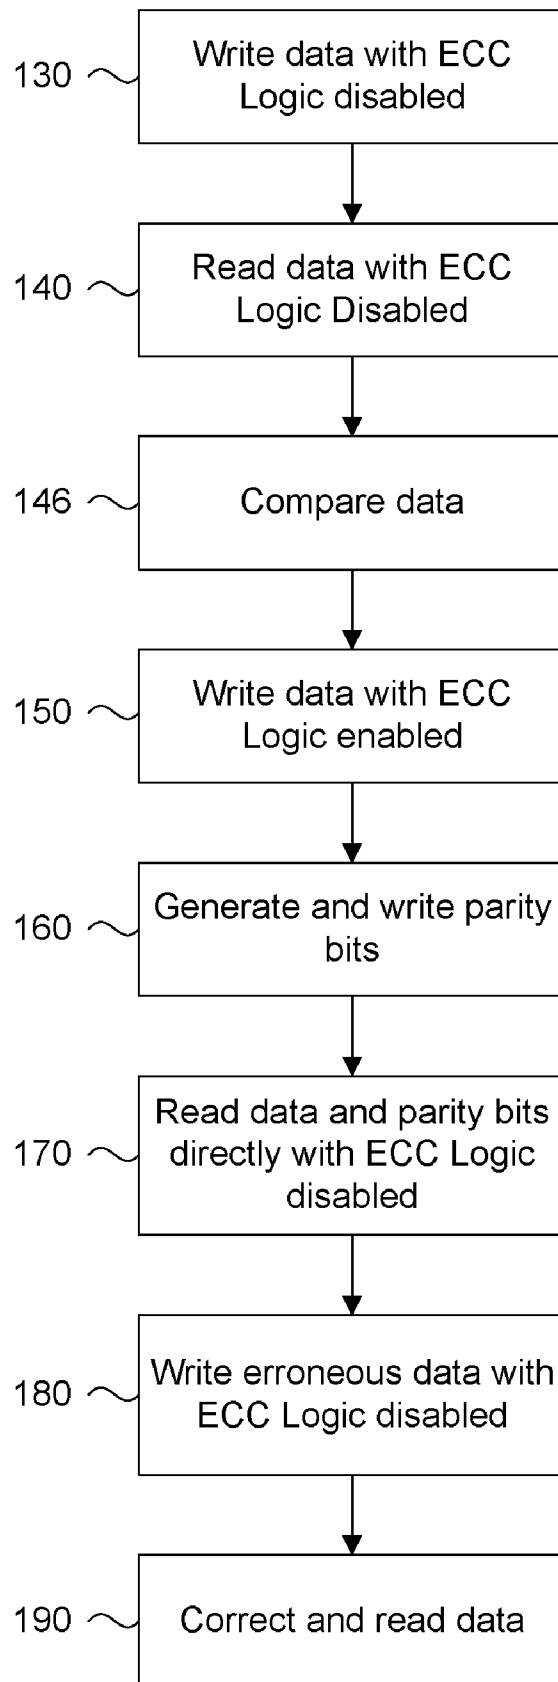 130
Write data with ECC
Logic disabled
140
Read data with ECC
Logic Disabled
146
Compare data
150
Write data with ECC
Logic enabled
160
Generate and write parity
bits
170
Read data and parity bits
directly with ECC Logic
disabled
180
Write erroneous data with
ECC Logic disabled
190
Correct and read data